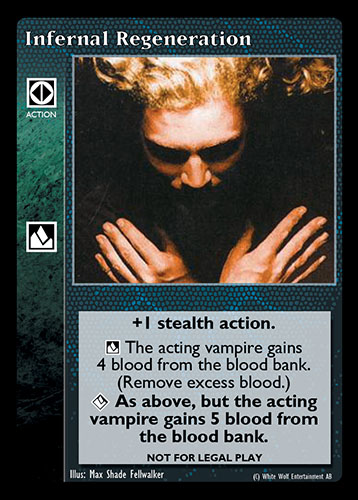 Infernal Regeneration
ACTION
+1 stealth action.
The acting vampire gains
4 blood from the blood bank.
(Remove excess blood.)
As above, but the acting
vampire gains 5 blood from
the blood bank.
NOT FOR LEGAL PLAY
Illus: Max Shade Fellwalker
(C) White Wolf Entertainment AB